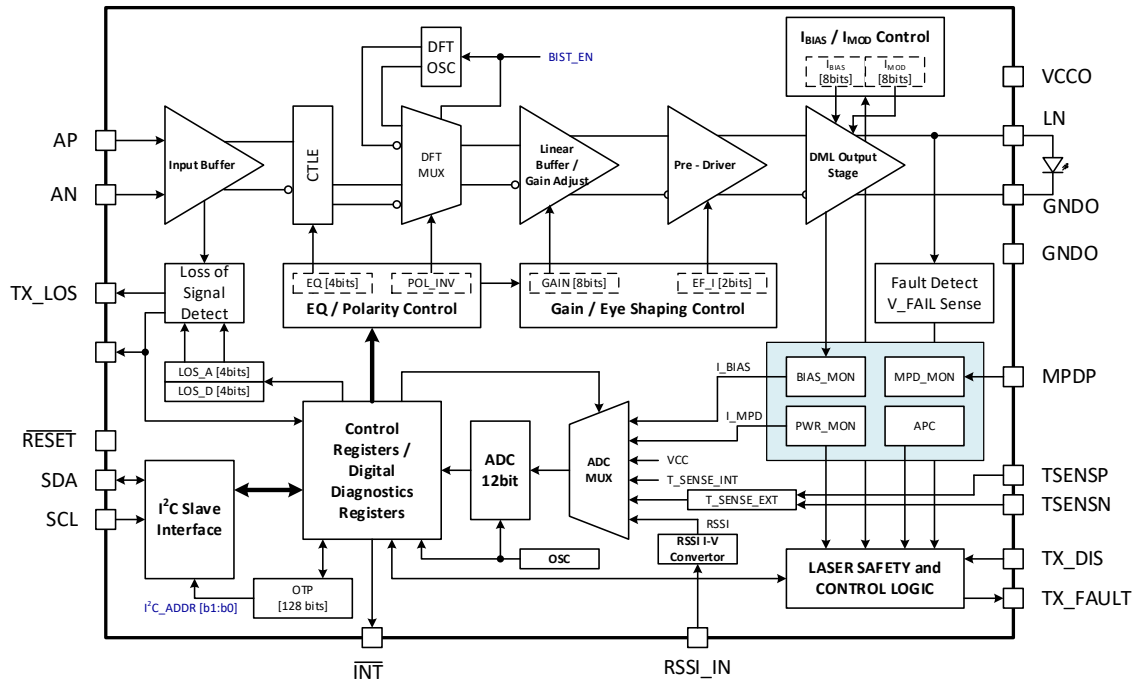 DFT
OSC
BIST_EN
I_BIAS / I_MOD Control
I_BIAS
[8bits]
I_MOD
[8bits]
VCCO
AP
AN
Input Buffer
CTLE
DFT
MUX
Linear
Buffer /
Gain Adjust
Pre - Driver
DML Output
Stage
LN
GNDO
GNDO
TX_LOS
Loss of
Signal
Detect
EQ [4bits]
POL_INV
EQ / Polarity Control
GAIN [8bits]
EF_I [2bits]
Gain / Eye Shaping Control
Fault Detect
V_FAIL Sense
LOS_A [4bits]
LOS_D [4bits]
I_BIAS
I_MPD
VCC
T_SENSE_INT
T_SENSE_EXT
RSSI
BIAS_MON
MPD_MON
PWR_MON
APC
MPDP
RESET
SDA
SCL
I²C Slave
Interface
Control
Registers /
Digital
Diagnostics
Registers
ADC
12bit
ADC
MUX
RSSI I-V
Convertor
OSC
TSENSP
TSENSN
LASER SAFETY and
CONTROL LOGIC
TX_DIS
TX_FAULT
I²C_ADDR [b1:b0]
OTP
[128 bits]
INT
RSSI_IN